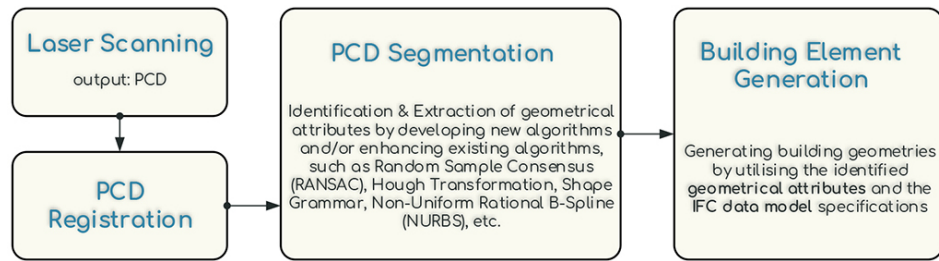 Laser Scanning
output: PCD
PCD
Registration
PCD Segmentation
Identification & Extraction of geometrical
attributes by developing new algorithms
and/or enhancing existing algorithms,
such as Random Sample Consensus
(RANSAC), Hough Transformation, Shape
Grammar, Non-Uniform Rational B-Spline
(NURBS), etc.
Building Element
Generation
Generating building geometries
by utilising the identified
geometrical attributes and the
IFC data model specifications